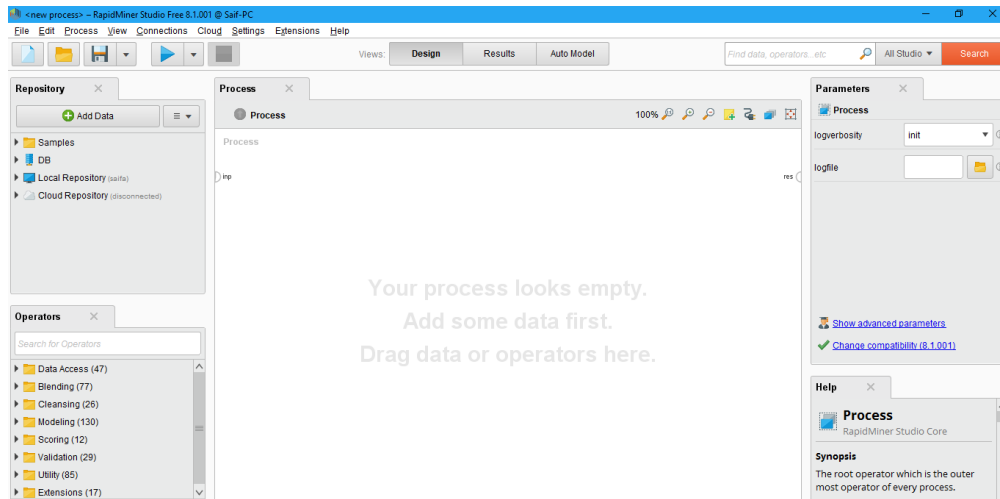 <new process> – RapidMiner Studio Free 8.1.001 @ Saif-PC
File Edit Process View Connections Cloud Settings Extensions Help
Views: Design Results Auto Model
Find data, operators...etc All Studio Search
Repository
Add Data
Samples
DB
Local Repository (saifa)
Cloud Repository (disconnected)
Operators
Search for Operators
Data Access (47)
Blending (77)
Cleansing (26)
Modeling (130)
Scoring (12)
Validation (29)
Utility (85)
Extensions (17)
Process
Process
100%
Process
inp
res
Your process looks empty.
Add some data first.
Drag data or operators here.
Parameters
Process
logverbosity init
logfile
Show advanced parameters
Change compatibility (8.1.001)
Help
Process
RapidMiner Studio Core
Synopsis
The root operator which is the outer
most operator of every process.